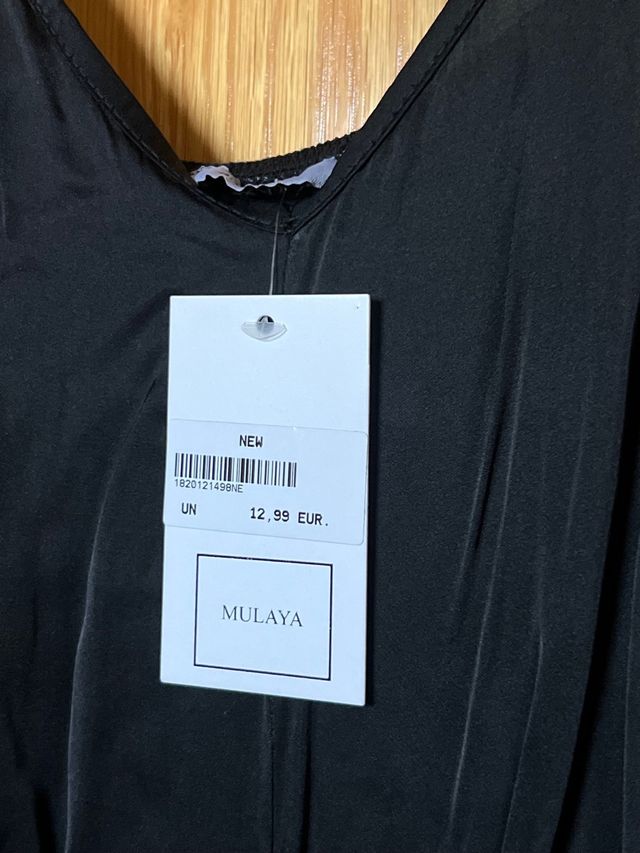 NEW
1820121498NE
UN 12,99 EUR.
MULAYA